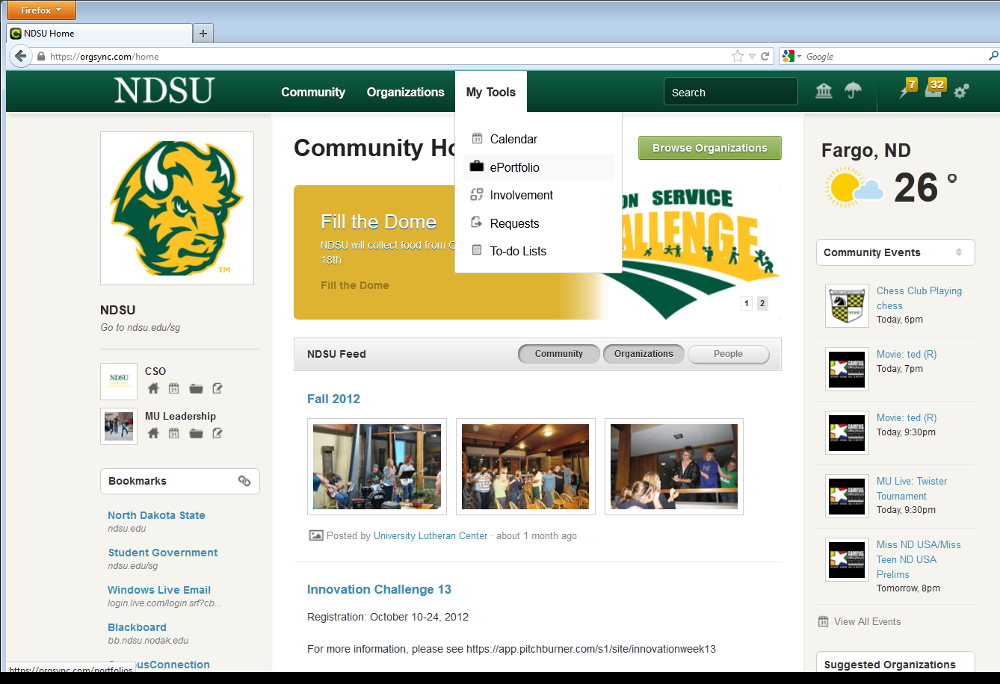 Firefox
NDSU Home
https://orgsync.com/home
Google
NDSU
Community
Organizations
My Tools
Search
7
32
Calendar
ePortfolio
Involvement
Requests
To-do Lists
Community Ho
Browse Organizations
Fill the Dome
NDSU will collect food from O
18th
Fill the Dome
ON SERVICE
ALLENGE
1 2
TM
NDSU
Go to ndsu.edu/sg
NDSU
CSO
MU Leadership
Bookmarks
North Dakota State
ndsu.edu
Student Government
ndsu.edu/sg
Windows Live Email
login.live.com/login.srf?cb...
Blackboard
bb.ndsu.nodak.edu
usConnection
https://orgsync.com/portfolios
NDSU Feed
Community
Organizations
People
Fall 2012
Posted by University Lutheran Center · about 1 month ago
Innovation Challenge 13
Registration: October 10-24, 2012
For more information, please see https://app.pitchburner.com/s1/site/innovationweek13
Fargo, ND
26 °
Community Events
Chess Club Playing
chess
Today, 6pm
Movie: ted (R)
Today, 7pm
Movie: ted (R)
Today, 9:30pm
MU Live: Twister
Tournament
Today, 9:30pm
Miss ND USA/Miss
Teen ND USA
Prelims
Tomorrow, 8pm
View All Events
Suggested Organizations